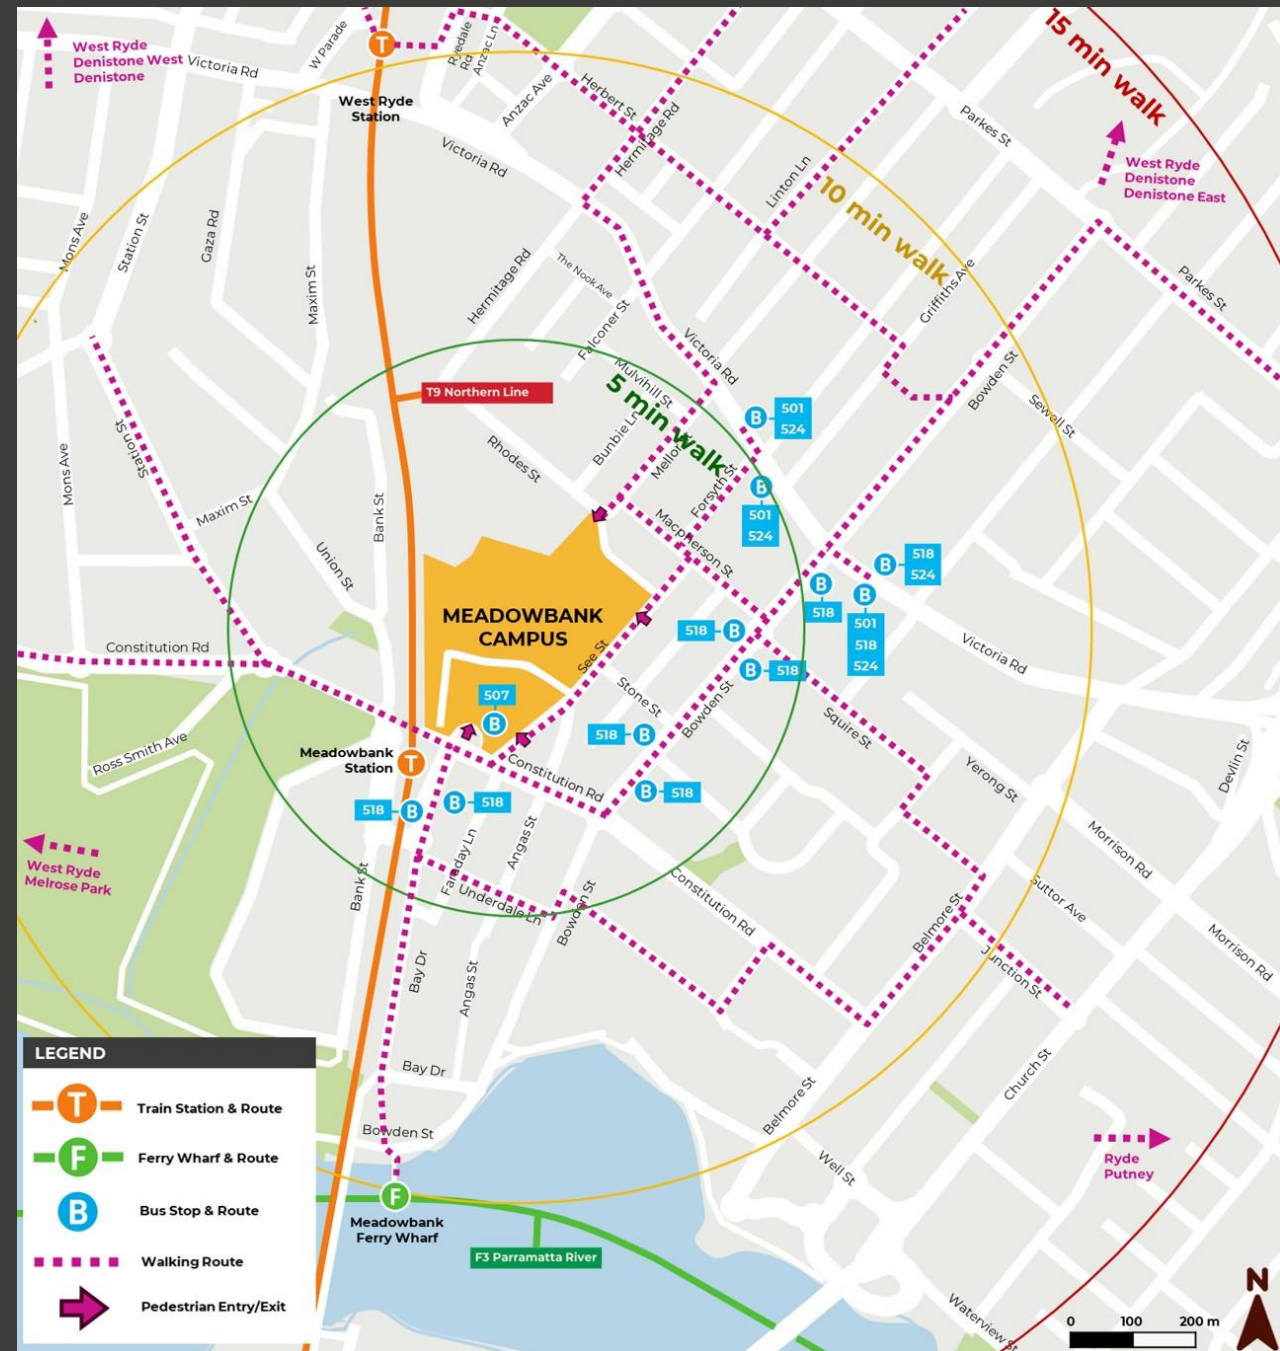 West Ryde
Denistone West
Denistone
Victoria Rd
W Parade
Ryedale
Rd
Anzac Ln
15 min walk
West Ryde
Station
Anzac Ave
Herbert St
Hermitage Rd
Victoria Rd
Parkes St
West Ryde
Denistone
Denistone East
Linton Ln
10 min walk
Mons Ave
Station St
Gaza Rd
Maxim St
Hermitage Rd
The Nook Ave
Falconer St
Griffiths Ave
Parkes St
Victoria Rd
Mulvihill St
5 min walk
T9 Northern Line
Bowden St
Sewell St
B
501
524
Rhodes St
Bunbie Ln
Forsyth St
Station St
Mons Ave
Maxim St
Bank St
Union St
Macpherson St
B
501
524
B
518
524
B
518
B
501
518
524
MEADOWBANK
CAMPUS
518
B
B
518
Constitution Rd
See St
Stone St
Bowden St
Victoria Rd
507
B
518
B
Squire St
Ross Smith Ave
Meadowbank
Station
T
Constitution Rd
Yerong St
Devlin St
518
B
B
518
B
518
West Ryde
Melrose Park
Angas St
Faraday Ln
Morrison Rd
Bank St
Underdale Ln
Bowden St
Constitution Rd
Belmore St
Suttor Ave
Morrison Rd
Bay Dr
Angas St
Junction St
Bay Dr
Church St
Belmore St
Bowden St
Well St
Ryde
Putney
F
Meadowbank
Ferry Wharf
F3 Parramatta River
Waterview St
LEGEND
T
Train Station & Route
F
Ferry Wharf & Route
B
Bus Stop & Route
Walking Route
Pedestrian Entry/Exit
N
0 100 200 m
T